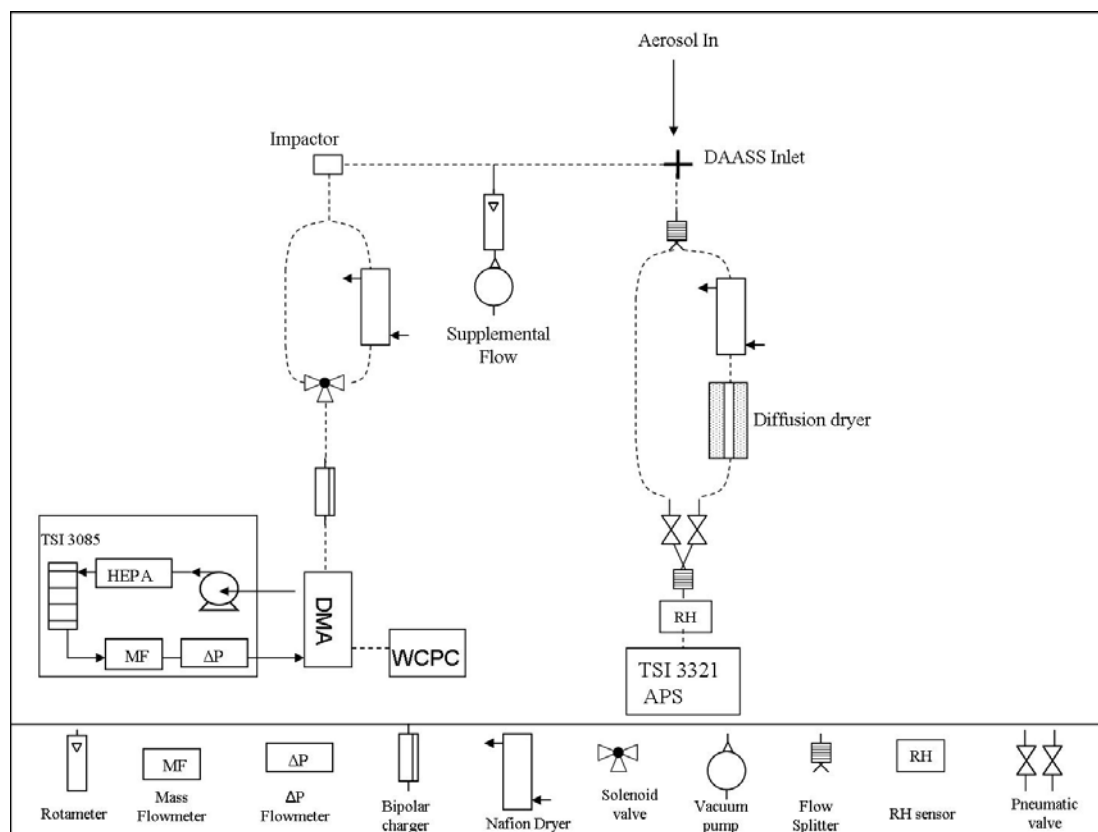 Aerosol In
Impactor
DAASS Inlet
Supplemental
Flow
Diffusion dryer
TSI 3085
HEPA
DMA
MF
ΔP
WCPC
RH
TSI 3321
APS
MF
ΔP
RH
Rotameter
Mass
Flowmeter
ΔP
Flowmeter
Bipolar
charger
Nafion Dryer
Solenoid
valve
Vacuum
pump
Flow
Splitter
RH sensor
Pneumatic
valve